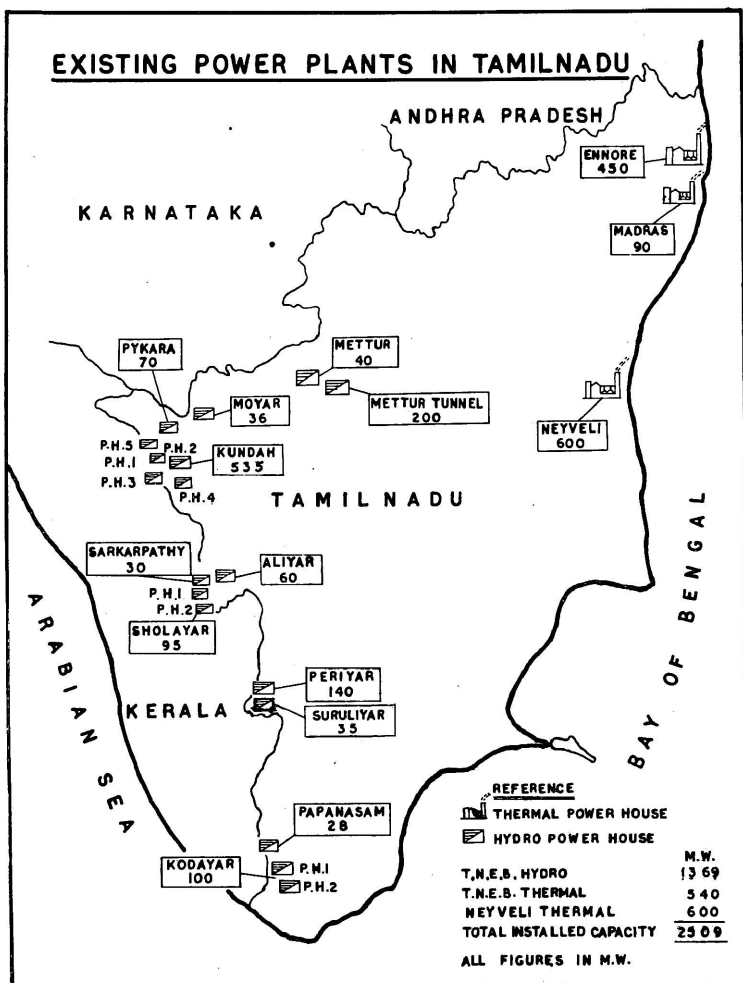 EXISTING POWER PLANTS IN TAMILNADU
ANDHRA PRADESH
ENNORE
450
KARNATAKA
MADRAS
90
PYKARA
70
METTUR
40
MOYAR
36
METTUR TUNNEL
200
NEYVELI
600
P.H.5
P.H.2
P.H.1
KUNDAH
535
P.H.3
P.H.4
TAMILNADU
SARKARPATHY
30
ALIYAR
60
P.H.1
P.H.2
SHOLAYAR
95
ARABIAN SEA
BAY OF BENGAL
PERIYAR
140
KERALA
SURULIYAR
35
PAPANASAM
28
KODAYAR
100
P.H.1
P.H.2
REFERENCE
THERMAL POWER HOUSE
HYDRO POWER HOUSE
M.W.
T.N.E.B. HYDRO 1369
T.N.E.B. THERMAL 540
NEYVELI THERMAL 600
TOTAL INSTALLED CAPACITY 2509
ALL FIGURES IN M.W.